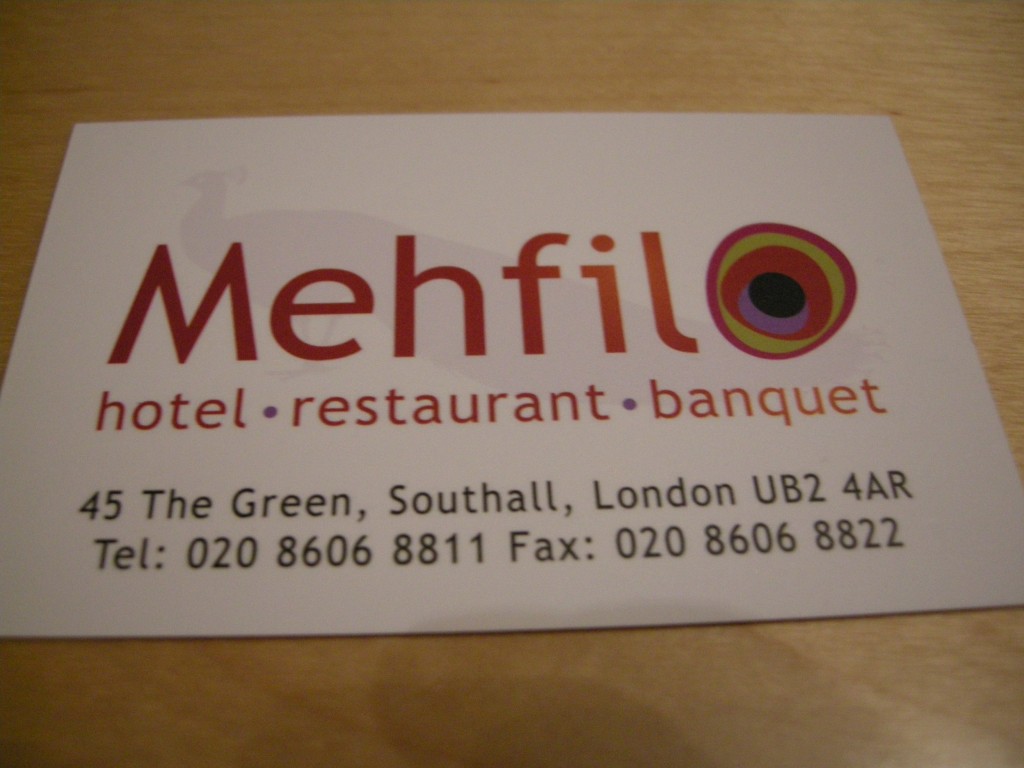 Mehfil
hotel • restaurant • banquet
45 The Green, Southall, London UB2 4AR
Tel: 020 8606 8811 Fax: 020 8606 8822